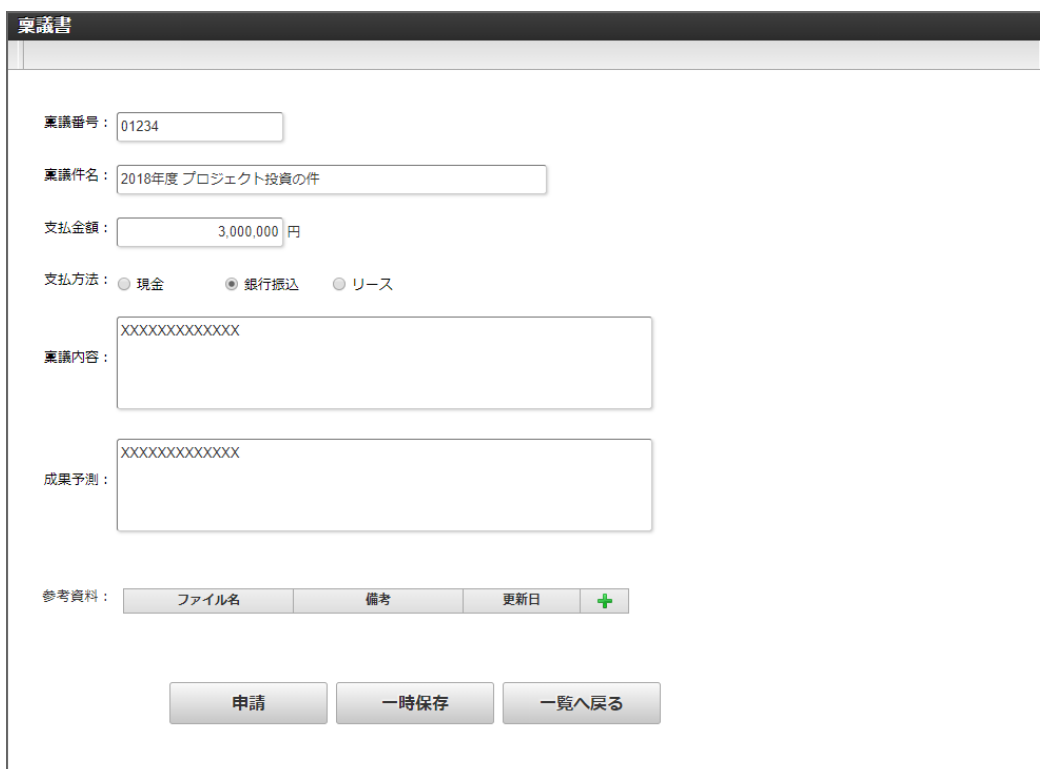 稟議書
稟議番号： 01234
稟議件名： 2018年度 プロジェクト投資の件
支払金額： 3,000,000 円
支払方法： 現金 銀行振込 リース
稟議内容： XXXXXXXXXXXXX
成果予測： XXXXXXXXXXXXX
参考資料： ファイル名 備考 更新日
申請 一時保存 一覧へ戻る